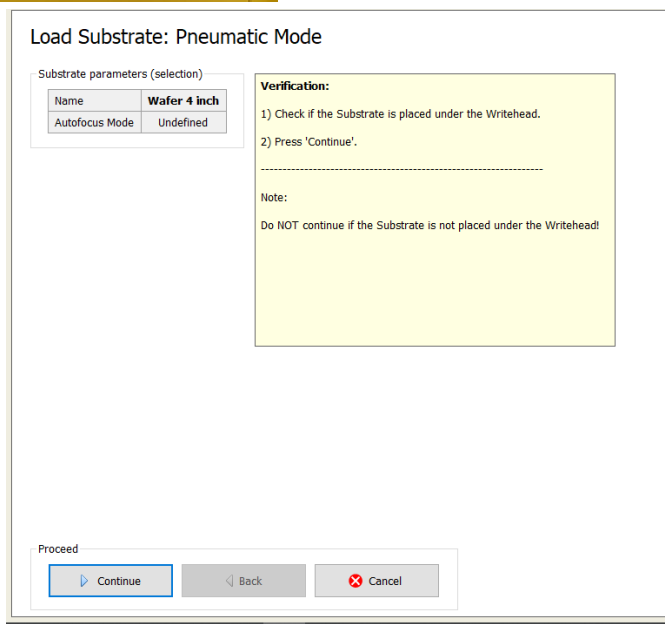 Load Substrate: Pneumatic Mode
Substrate parameters (selection)
Name Wafer 4 inch
Autofocus Mode Undefined
Verification:
1) Check if the Substrate is placed under the Writehead.
2) Press 'Continue'.
-----------------------------------------------------------------
Note:
Do NOT continue if the Substrate is not placed under the Writehead!
Proceed
Continue Back Cancel